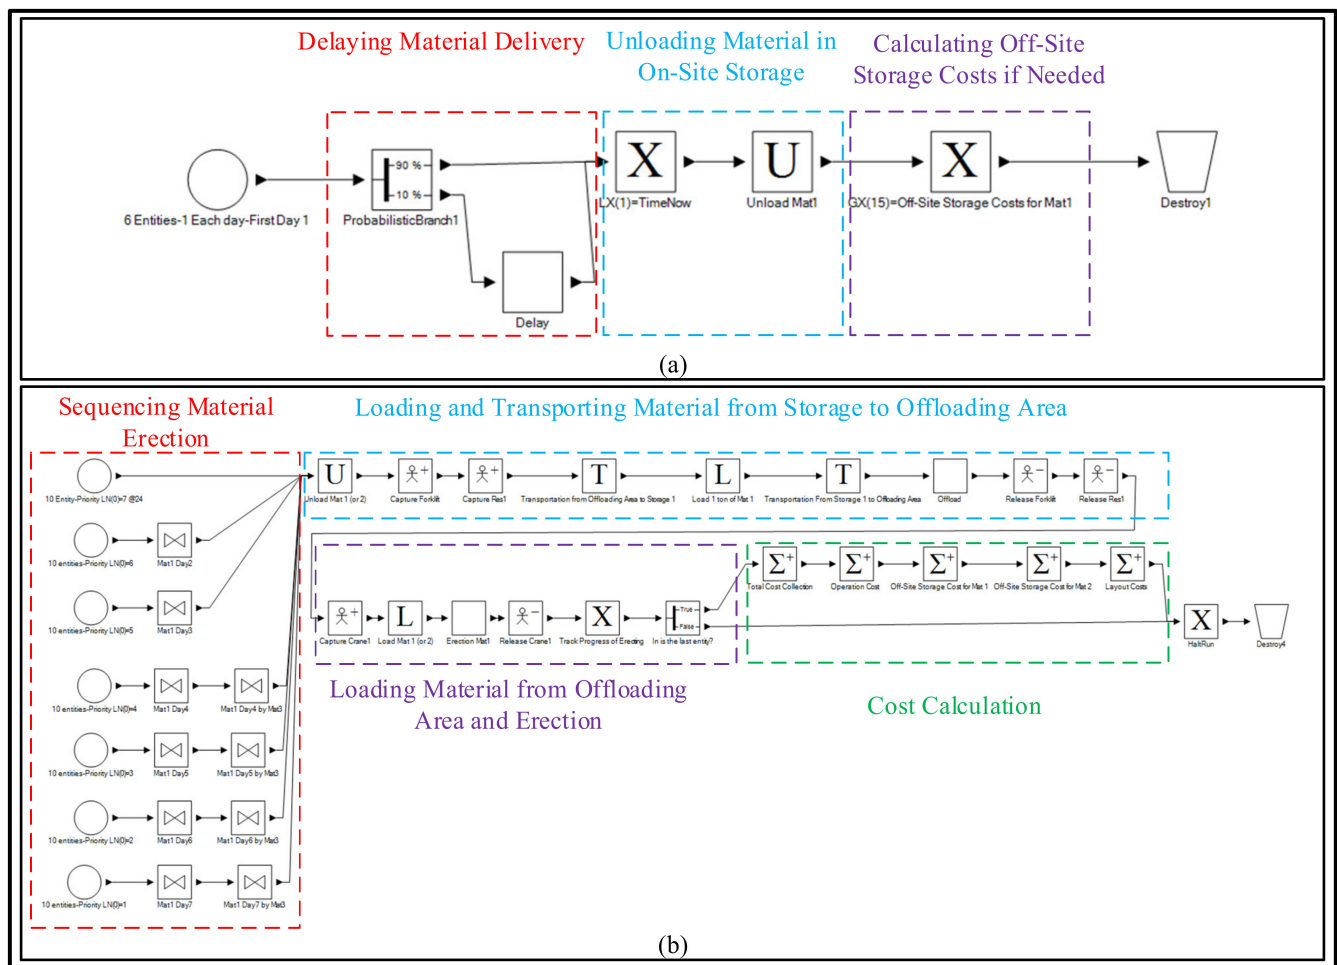 Delaying Material Delivery
Unloading Material in
On-Site Storage
Calculating Off-Site
Storage Costs if Needed
90 %
10 %
X
U
X
6 Entities-1 Each day-First Day 1
ProbabilisticBranch1
LX(1)=TimeNow
Unload Mat1
GX(15)=Off-Site Storage Costs for Mat1
Destroy1
Delay
(a)
Sequencing Material
Erection
Loading and Transporting Material from Storage to Offloading Area
U
T
L
T
10 Entity-Priority LN(0)=7 @24
Unload Mat 1 (or 2)
Capture Forklift
Capture Res1
Transportation from Offloading Area to Storage 1
Load 1 ton of Mat 1
Transportation From Storage 1 to Offloading Area
Offload
Release Forklift
Release Res1
10 entities-Priority LN(0)=6
Mat1 Day2
Σ+
Σ+
Σ+
Σ+
Σ+
Total Cost Collection
Operation Cost
Off-Site Storage Cost for Mat 1
Off-Site Storage Cost for Mat 2
Layout Costs
10 entities-Priority LN(0)=5
Mat1 Day3
L
X
True
False
X
Capture Crane1
Load Mat 1 (or 2)
Erection Mat1
Release Crane1
Track Progress of Erecting
In is the last entity?
HaltRun
Destroy4
Loading Material from Offloading
Area and Erection
Cost Calculation
10 entities-Priority LN(0)=4
Mat1 Day4
Mat1 Day4 by Mat3
10 entities-Priority LN(0)=3
Mat1 Day5
Mat1 Day5 by Mat3
10 entities-Priority LN(0)=2
Mat1 Day6
Mat1 Day6 by Mat3
10 entities-Priority LN(0)=1
Mat1 Day7
Mat1 Day7 by Mat3
(b)